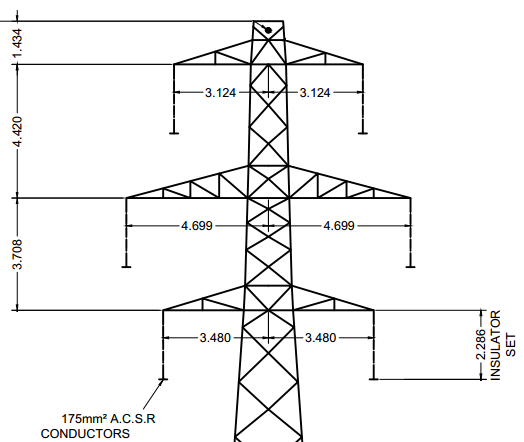 1.434
3.124
3.124
4.420
4.699
4.699
3.708
3.480
3.480
2.286
INSULATOR
SET
175mm² A.C.S.R
CONDUCTORS